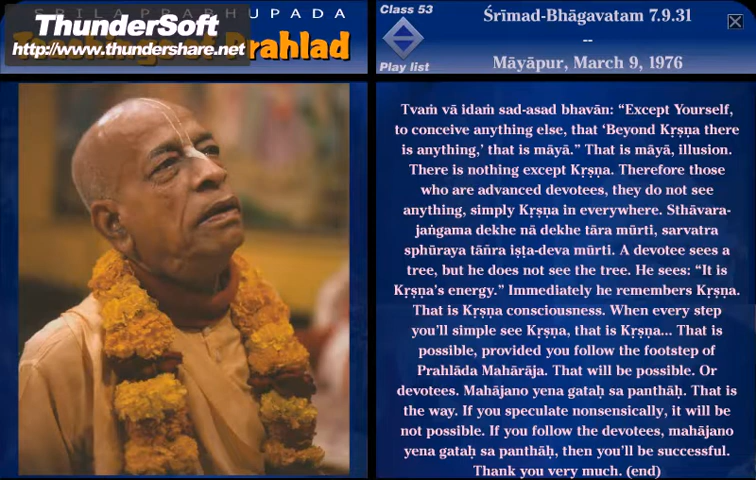 SRILA PRABHUPADA
ThunderSoft
http://www.thundershare.net
Prahlad
Class 53
Play list
Śrīmad-Bhāgavatam 7.9.31
--
Māyāpur, March 9, 1976
Tvaṁ vā idaṁ sad-asad bhavān: “Except Yourself,
to conceive anything else, that ‘Beyond Kṛṣṇa there
is anything,’ that is māyā.” That is māyā, illusion.
There is nothing except Kṛṣṇa. Therefore those
who are advanced devotees, they do not see
anything, simply Kṛṣṇa in everywhere. Sthāvara-
jaṅgama dekhe nā dekhe tāra mūrti, sarvatra
sphūraya tāṅra iṣṭa-deva mūrti. A devotee sees a
tree, but he does not see the tree. He sees: “It is
Kṛṣṇa’s energy.” Immediately he remembers Kṛṣṇa.
That is Kṛṣṇa consciousness. When every step
you’ll simple see Kṛṣṇa, that is Kṛṣṇa... That is
possible, provided you follow the footstep of
Prahlāda Mahārāja. That will be possible. Or
devotees. Mahājano yena gataḥ sa panthāḥ. That is
the way. If you speculate nonsensically, it will be
not possible. If you follow the devotees, mahājano
yena gataḥ sa panthāḥ, then you’ll be successful.
Thank you very much. (end)